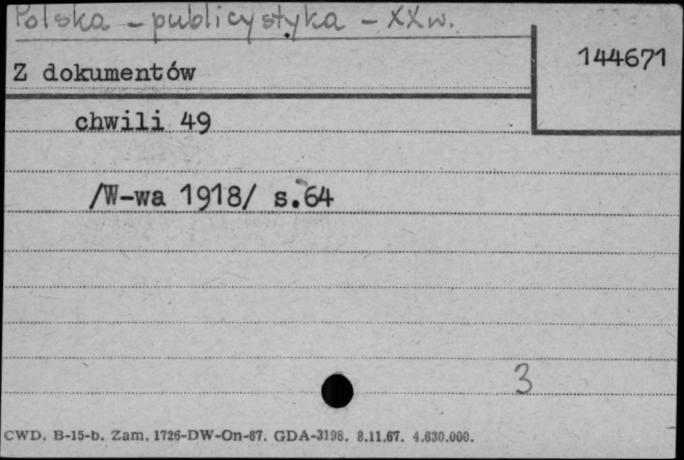 Polska - publicystyka - XX w.
144671
Z dokumentów
chwili 49
/W-wa 1918/ s.64
3
CWD, B-15-b. Zam. 1726-DW-On-67. GDA-3198. 8.11.67. 4.630.000.